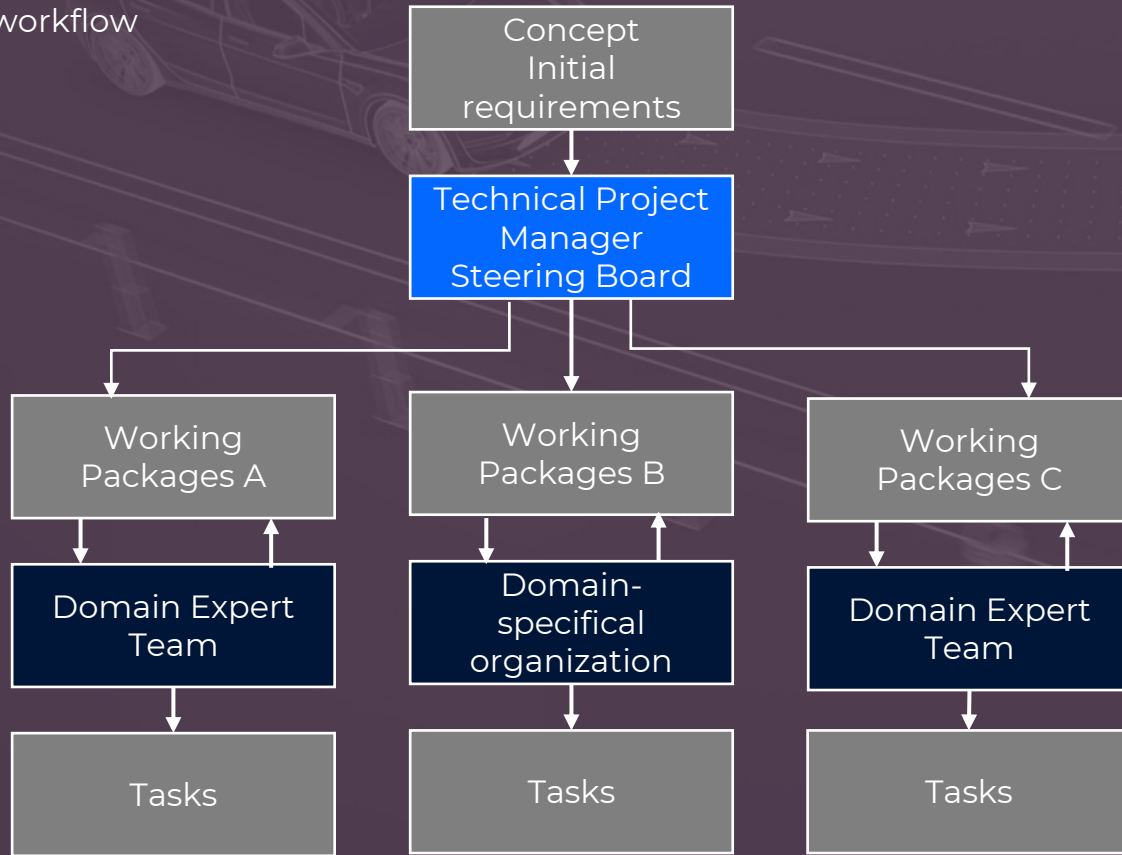 workflow
Concept
Initial
requirements
Technical Project
Manager
Steering Board
Working
Packages A
Working
Packages B
Working
Packages C
Domain Expert
Team
Domain-
specifical
organization
Domain Expert
Team
Tasks
Tasks
Tasks